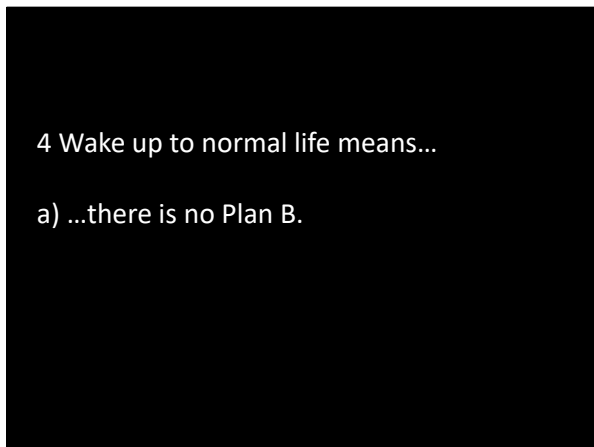 4 Wake up to normal life means…
a) …there is no Plan B.